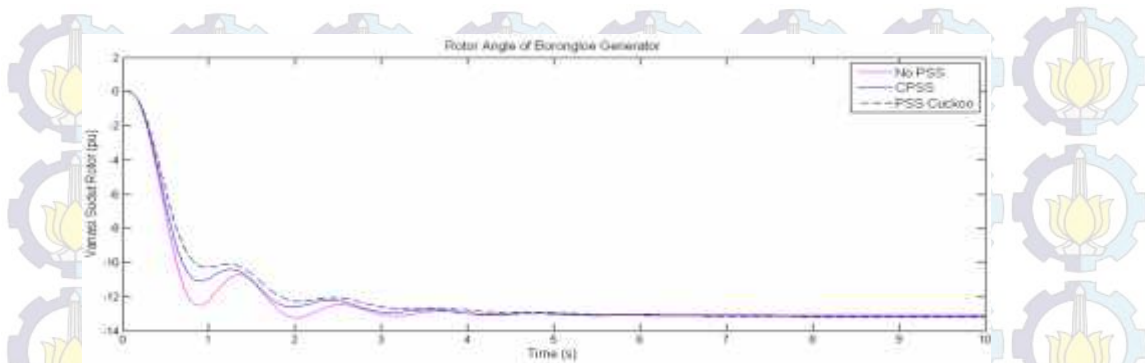 Rotor Angle of Borongloe Generator
No PSS
CPSS
PSS Cuckoo
Variasi Sudut Rotor (pu)
2
0
-2
-4
-6
-8
-10
-12
-14
0 1 2 3 4 5 6 7 8 9 10
Time (s)